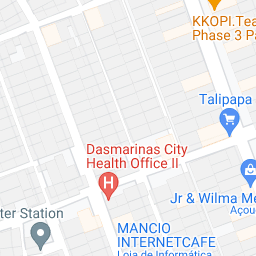 KKOPI.Tea
Phase 3 Pa
Talipapa
Dasmarinas City
Health Office II
H
Jr & Wilma Me
Açou
ter Station
MANCIO
INTERNETCAFE
Loja de Informática